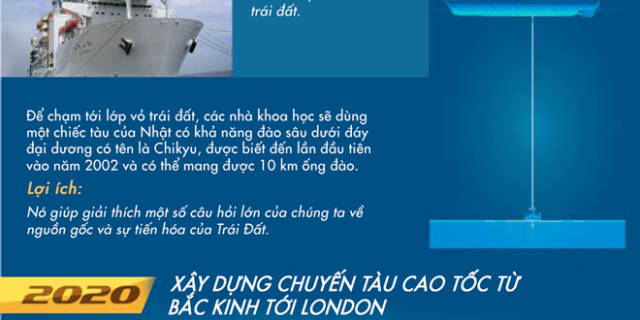 trái đất.
Để chạm tới lớp vỏ trái đất, các nhà khoa học sẽ dùng
một chiếc tàu của Nhật có khả năng đào sâu dưới đáy
đại dương có tên là Chikyu, được biết đến lần đầu tiên
vào năm 2002 và có thể mang được 10 km ống đào.
Lợi ích:
Nó giúp giải thích một số câu hỏi lớn của chúng ta về
nguồn gốc và sự tiến hóa của Trái Đất.
2020
XÂY DỰNG CHUYẾN TÀU CAO TỐC TỪ
BẮC KINH TỚI LONDON